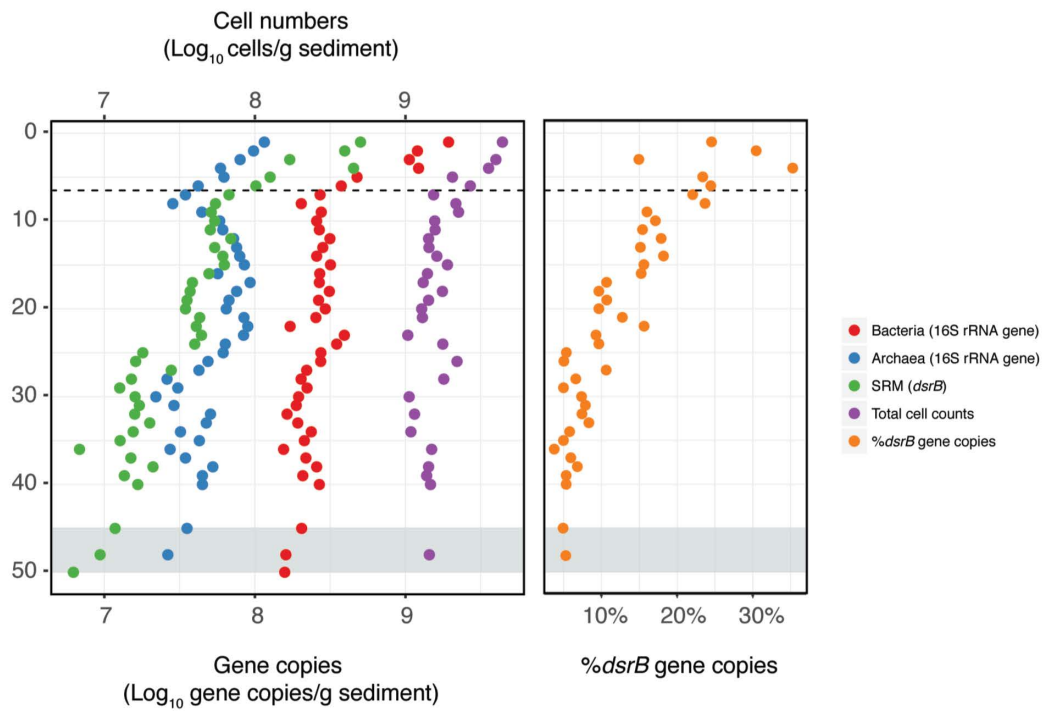 Cell numbers
(Log10 cells/g sediment)
7 8 9
0
10
20
30
40
50
7 8 9
10% 20% 30%
Gene copies
(Log10 gene copies/g sediment)
%dsrB gene copies
Bacteria (16S rRNA gene)
Archaea (16S rRNA gene)
SRM (dsrB)
Total cell counts
%dsrB gene copies